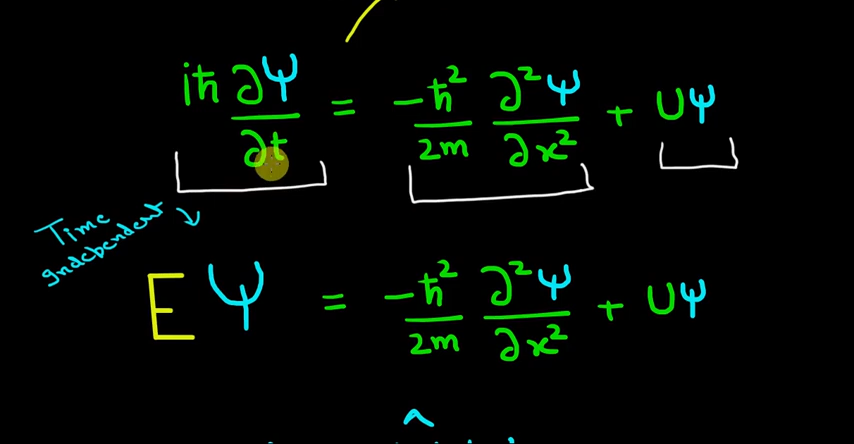 iħ ∂Ψ/∂t = -ħ²/2m ∂²Ψ/∂x² + UΨ
Time
independent
EΨ = -ħ²/2m ∂²Ψ/∂x² + UΨ